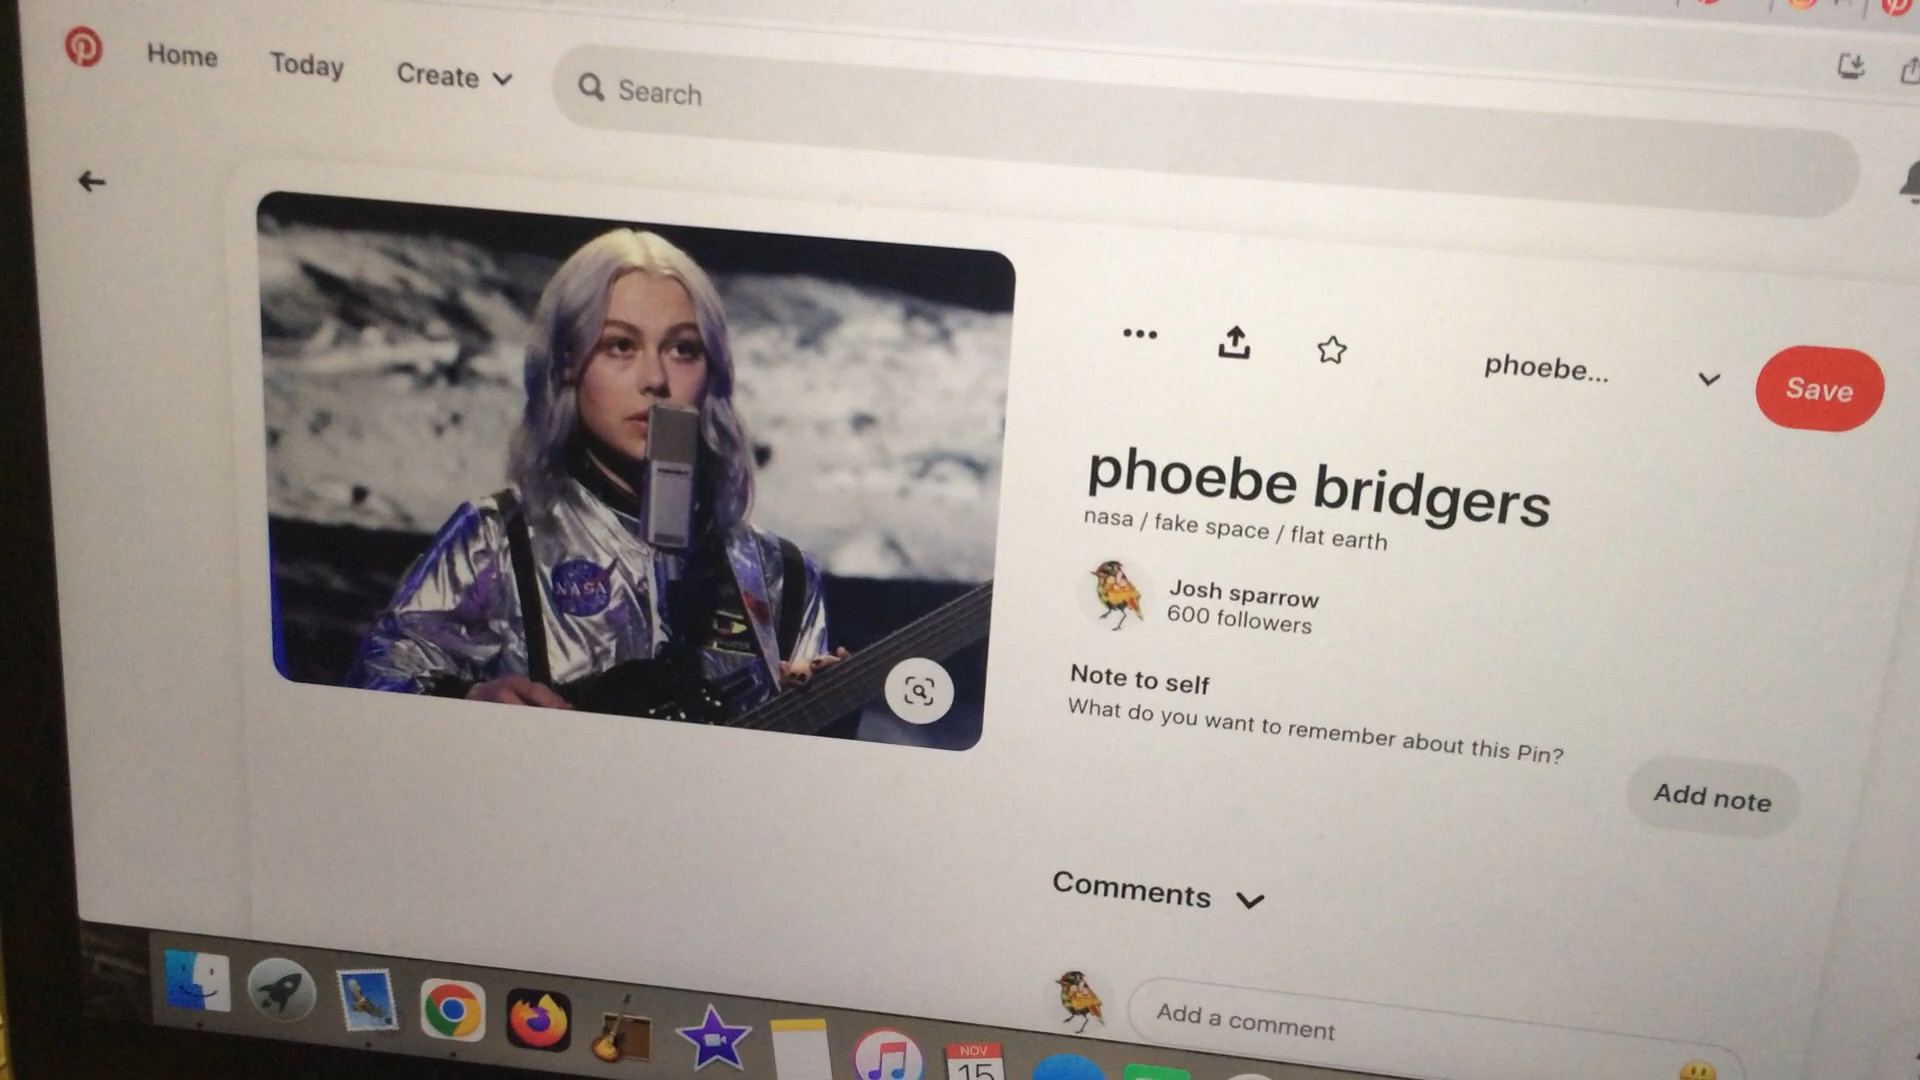 Home
Today
Create
Search
phoebe...
Save
phoebe bridgers
nasa / fake space / flat earth
Josh sparrow
600 followers
NASA
Note to self
What do you want to remember about this Pin?
Add note
Comments
Add a comment
NOV
15